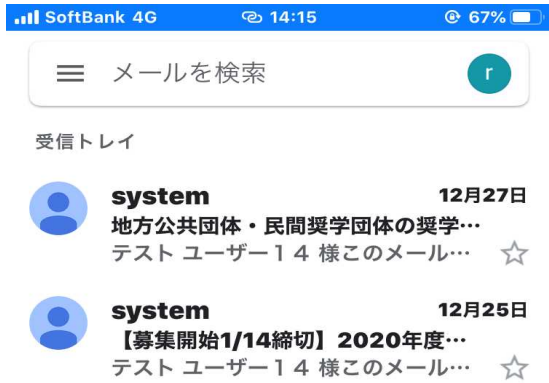 SoftBank 4G 14:15 67%
メールを検索 r
受信トレイ
system 12月27日
地方公共団体・民間奨学団体の奨学…
テスト ユーザー１４ 様このメール…
system 12月25日
【募集開始1/14締切】2020年度…
テスト ユーザー１４ 様このメール…